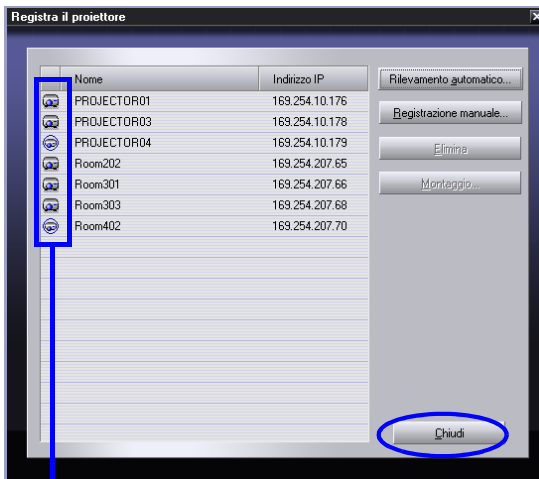 Registra il proiettore
Nome Indirizzo IP
PROJECTOR01 169.254.10.176
PROJECTOR03 169.254.10.178
PROJECTOR04 169.254.10.179
Room202 169.254.207.65
Room301 169.254.207.66
Room303 169.254.207.68
Room402 169.254.207.70
Rilevamento automatico...
Registrazione manuale...
Elimina
Montaggio...
Chiudi